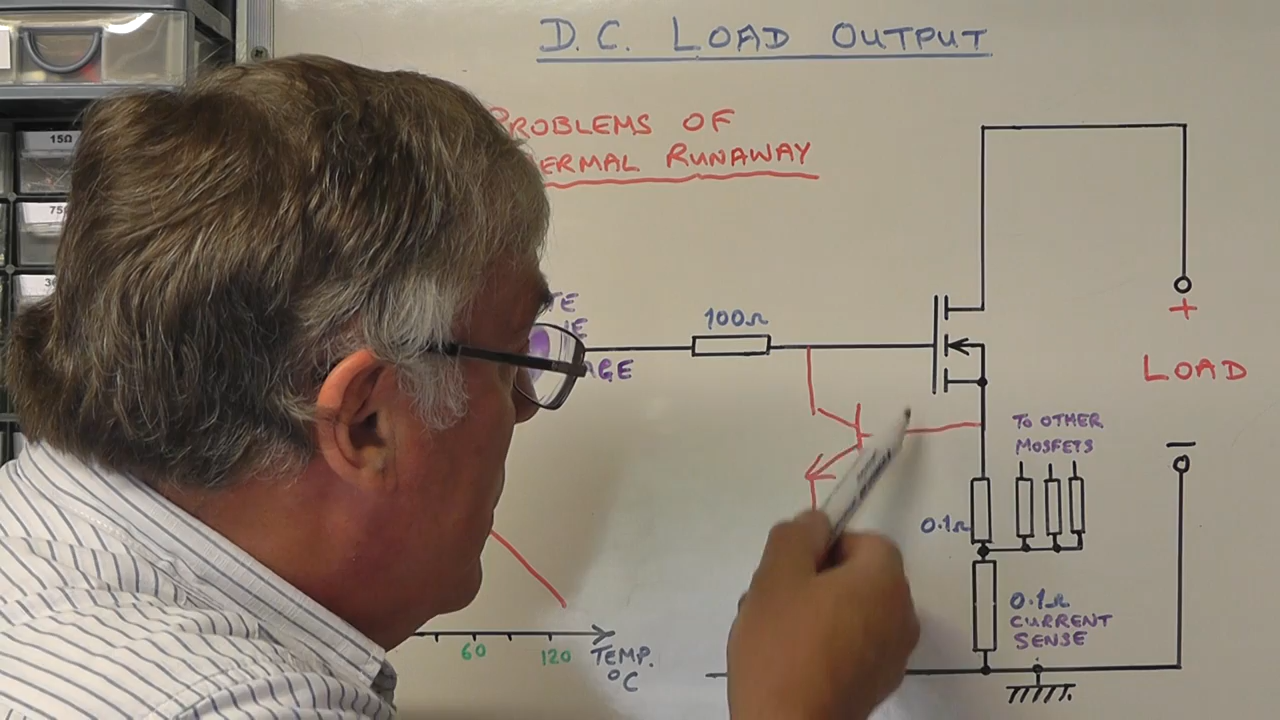 D.C. LOAD OUTPUT
PROBLEMS OF
ERMAL RUNAWAY
15Ω
100Ω
+
LOAD
TO OTHER
MOSFETS
0.1Ω
0.1Ω
CURRENT
SENSE
60
120
TEMP.
°C